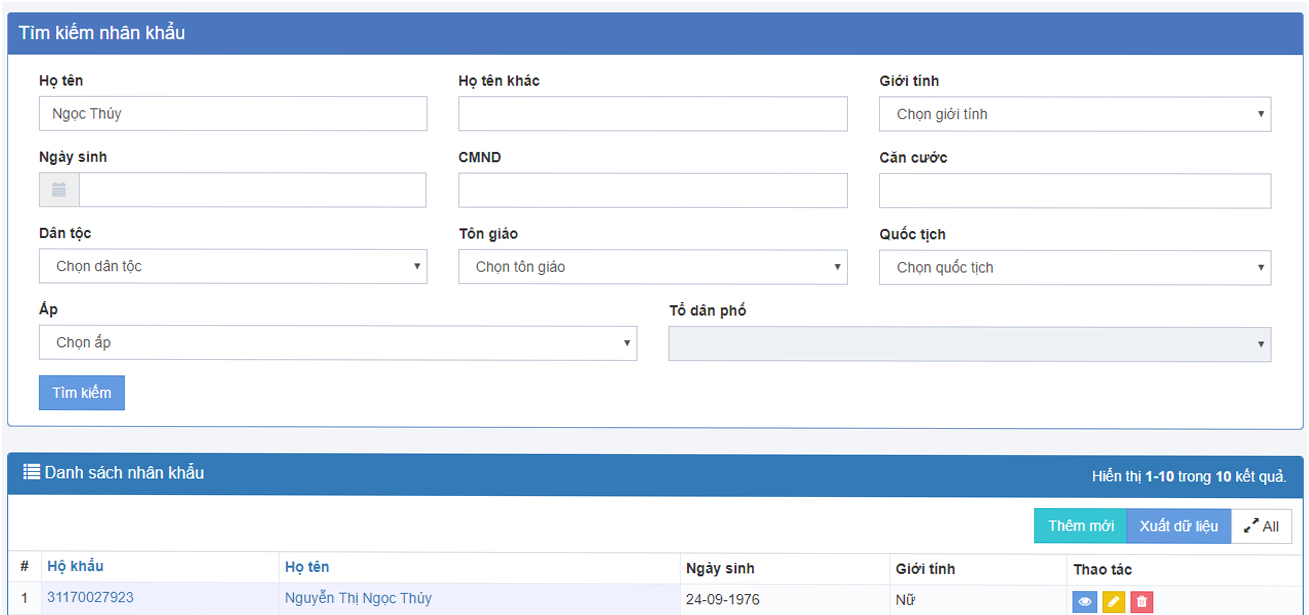 Tìm kiếm nhân khẩu
Họ tên Họ tên khác Giới tính
Ngọc Thúy Chọn giới tính
Ngày sinh CMND Căn cước
Dân tộc Tôn giáo Quốc tịch
Chọn dân tộc Chọn tôn giáo Chọn quốc tịch
Ấp Tổ dân phố
Chọn ấp
Tìm kiếm
Danh sách nhân khẩu Hiển thị 1-10 trong 10 kết quả.
Thêm mới Xuất dữ liệu All
# Hộ khẩu Họ tên Ngày sinh Giới tính Thao tác
1 31170027923 Nguyễn Thị Ngọc Thúy 24-09-1976 Nữ